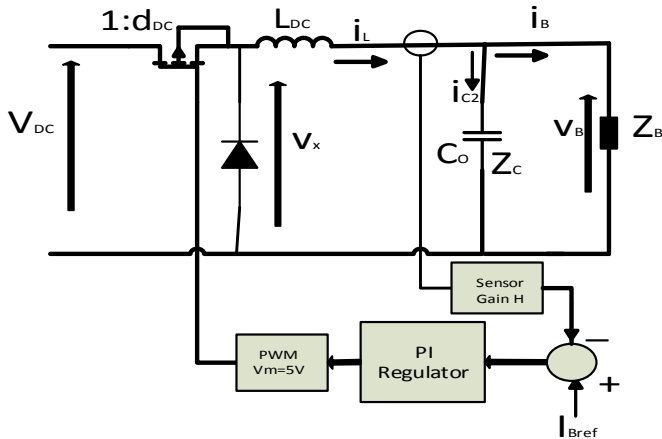 1:dDC
LDC
iL
iB
iC2
VDC
vx
CO
ZC
vB
ZB
Sensor
Gain H
PWM
Vm=5V
PI
Regulator
−
+
IBref